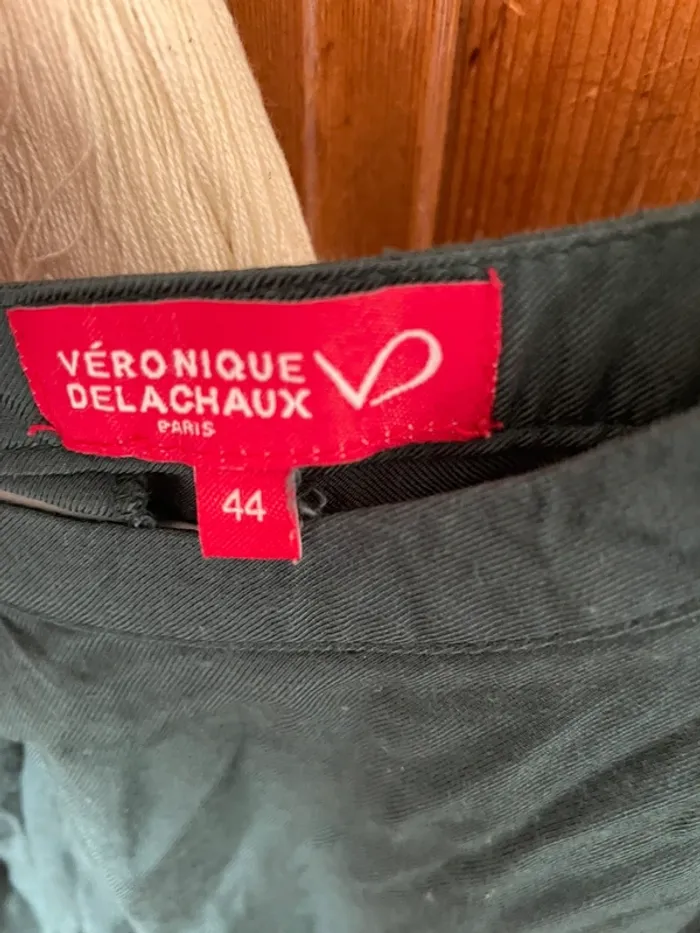 VÉRONIQUE
DELACHAUX
PARIS
44